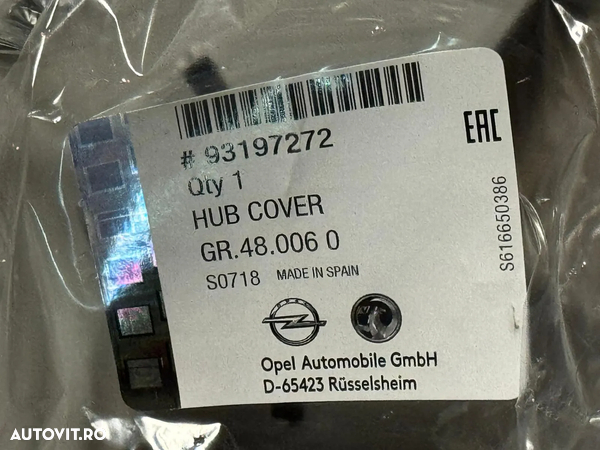 # 93197272
Qty 1
HUB COVER
GR.48.006 0
S0718 MADE IN SPAIN
EAC
S616650386
Opel Automobile GmbH
D-65423 Rüsselsheim
AUTOVIT.RO